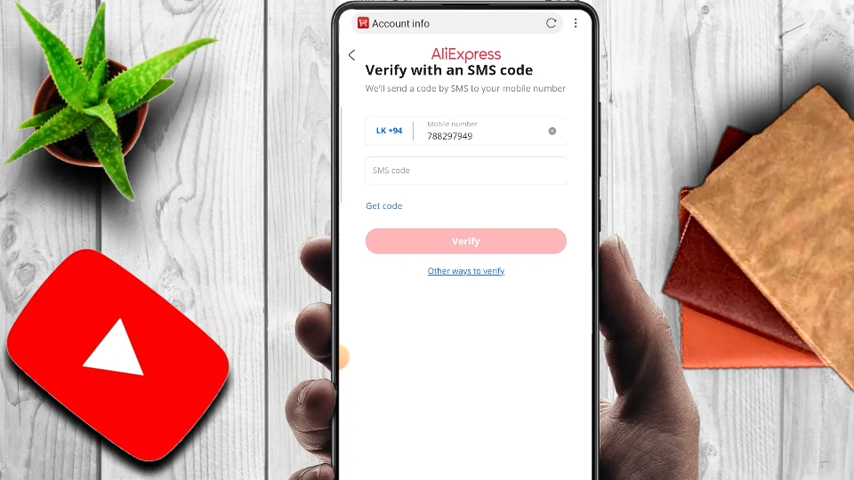 Account info
AliExpress
Verify with an SMS code
We'll send a code by SMS to your mobile number
LK +94
Mobile number
788297949
SMS code
Get code
Verify
Other ways to verify